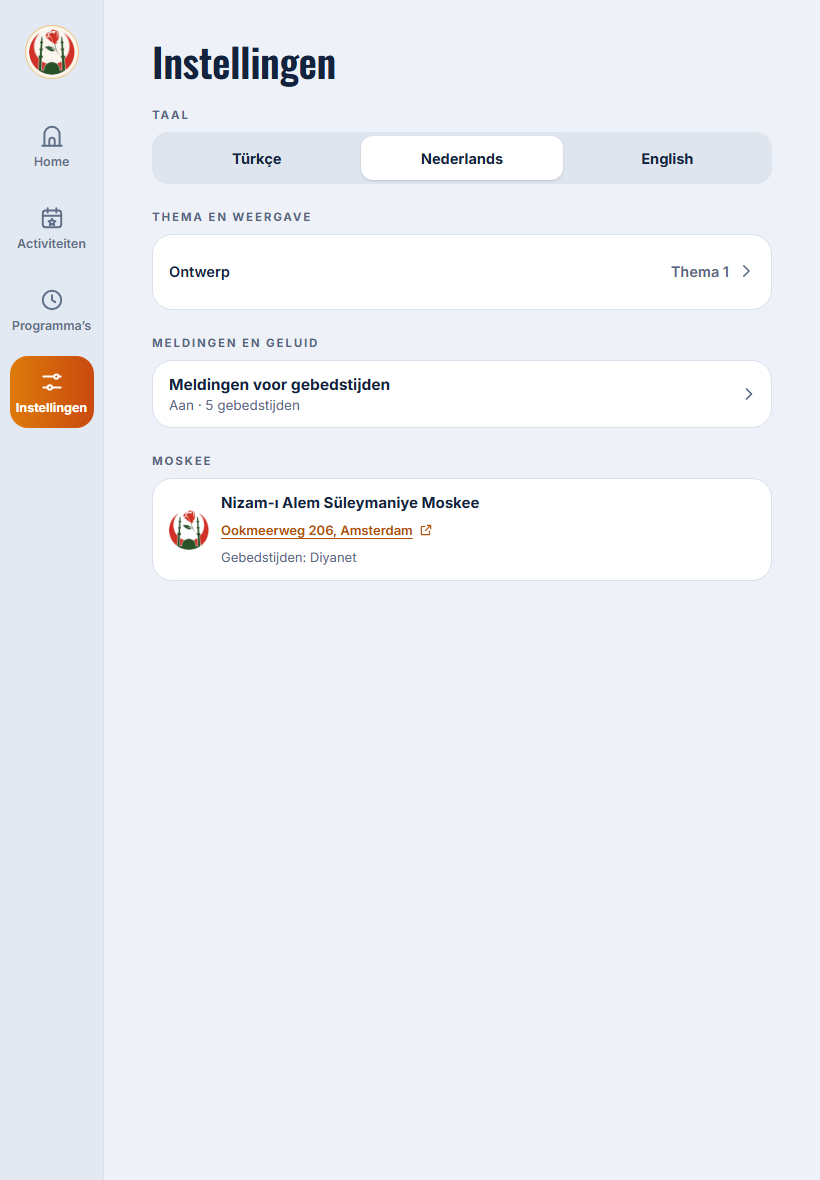 Home
Activiteiten
Programma's
Instellingen
Instellingen
TAAL
Türkçe
Nederlands
English
THEMA EN WEERGAVE
Ontwerp
Thema 1
MELDINGEN EN GELUID
Meldingen voor gebedstijden
Aan · 5 gebedstijden
MOSKEE
Nizam-ı Alem Süleymaniye Moskee
Ookmeerweg 206, Amsterdam
Gebedstijden: Diyanet